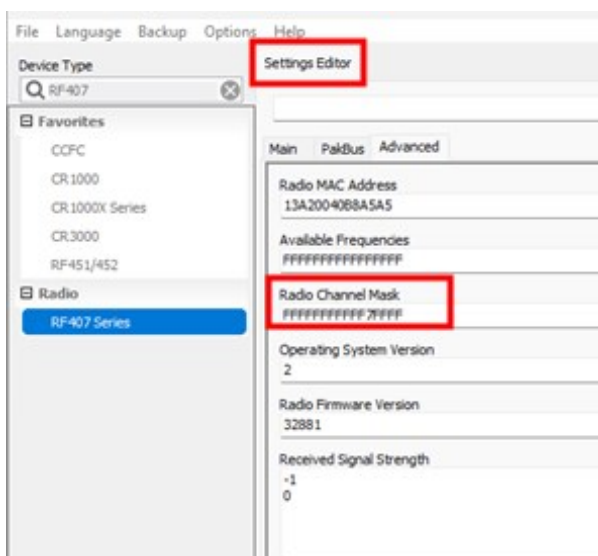 File Language Backup Options Help
Device Type
RF407
Favorites
CCFC
CR1000
CR1000X Series
CR3000
RF451/452
Radio
RF407 Series
Settings Editor
Main PakBus Advanced
Radio MAC Address
13A20040B8A5A5
Available Frequencies
FFFFFFFFFFFFFFFF
Radio Channel Mask
FFFFFFFFFFF7FFFF
Operating System Version
2
Radio Firmware Version
32881
Received Signal Strength
-1
0